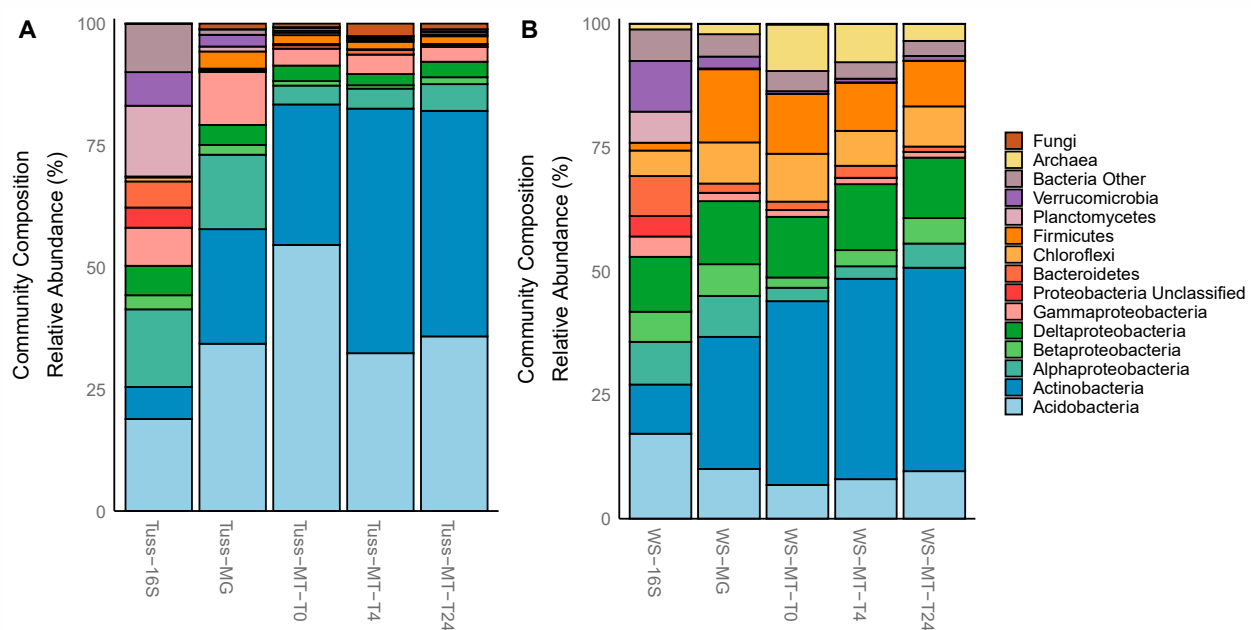 A
Community Composition
Relative Abundance (%)
100
75
50
25
0
Tuss−16S
Tuss−MG
Tuss−MT−T0
Tuss−MT−T4
Tuss−MT−T24
B
Community Composition
Relative Abundance (%)
100
75
50
25
0
WS−16S
WS−MG
WS−MT−T0
WS−MT−T4
WS−MT−T24
Fungi
Archaea
Bacteria Other
Verrucomicrobia
Planctomycetes
Firmicutes
Chloroflexi
Bacteroidetes
Proteobacteria Unclassified
Gammaproteobacteria
Deltaproteobacteria
Betaproteobacteria
Alphaproteobacteria
Actinobacteria
Acidobacteria